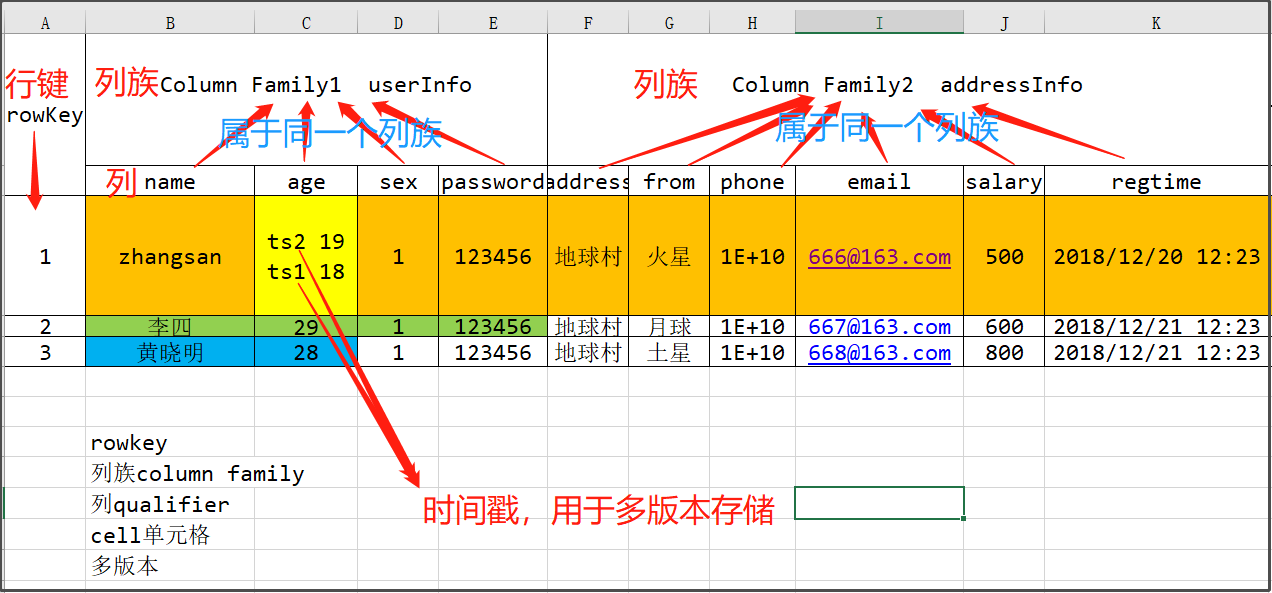 A B C D E F G H I J K
行键 列族Column Family1 userInfo 列族 Column Family2 addressInfo
rowKey
属于同一个列族 属于同一个列族
列 name age sex password address from phone email salary regtime
1 zhangsan ts2 19 1 123456 地球村 火星 1E+10 666@163.com 500 2018/12/20 12:23
ts1 18
2 李四 29 1 123456 地球村 月球 1E+10 667@163.com 600 2018/12/21 12:23
3 黄晓明 28 1 123456 地球村 土星 1E+10 668@163.com 800 2018/12/21 12:23
rowkey
列族column family
列qualifier
时间戳，用于多版本存储
cell单元格
多版本